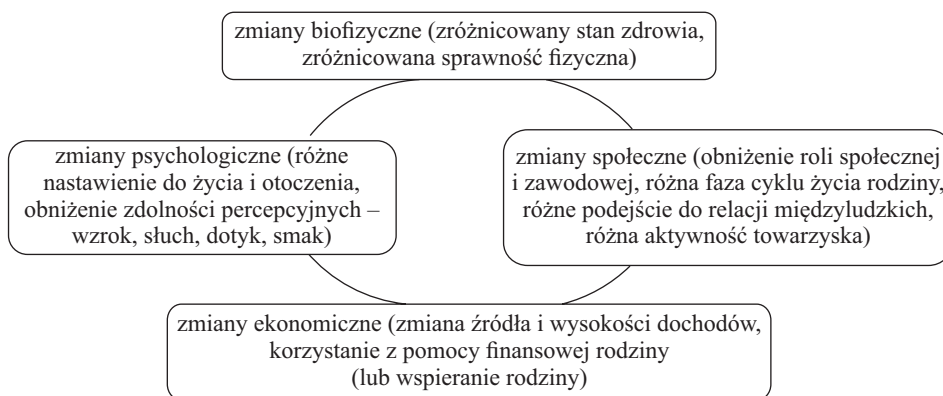 zmiany biofizyczne (zróżnicowany stan zdrowia,
zróżnicowana sprawność fizyczna)
zmiany psychologiczne (różne
nastawienie do życia i otoczenia,
obniżenie zdolności percepcyjnych –
wzrok, słuch, dotyk, smak)
zmiany społeczne (obniżenie roli społecznej
i zawodowej, różna faza cyklu życia rodziny,
różne podejście do relacji międzyludzkich,
różna aktywność towarzyska)
zmiany ekonomiczne (zmiana źródła i wysokości dochodów,
korzystanie z pomocy finansowej rodziny
(lub wspieranie rodziny)